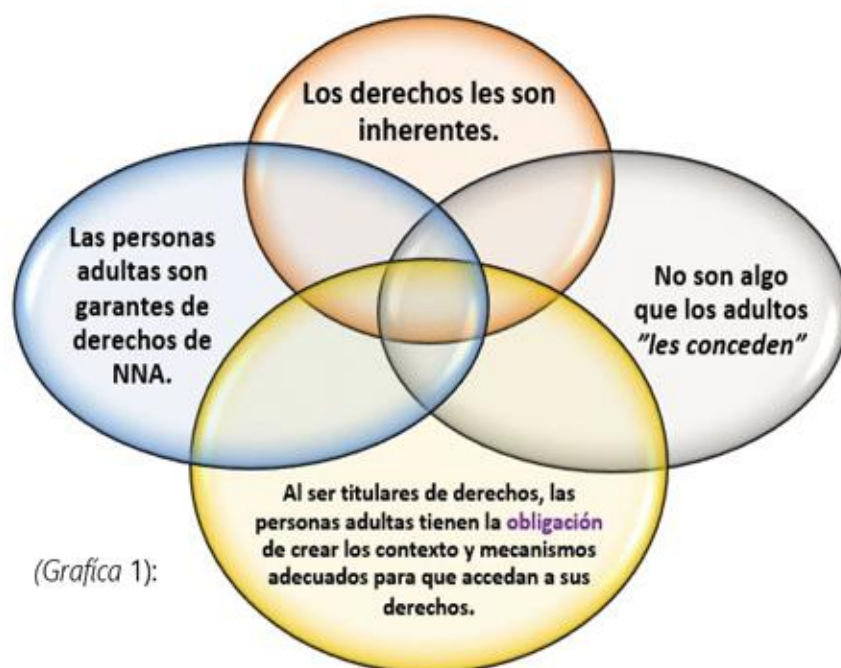 Los derechos les son
inherentes.
Las personas
adultas son
garantes de
derechos de
NNA.
No son algo
que los adultos
”les conceden”
Al ser titulares de derechos, las
personas adultas tienen la obligación
de crear los contexto y mecanismos
adecuados para que accedan a sus
derechos.
(Grafíca 1):